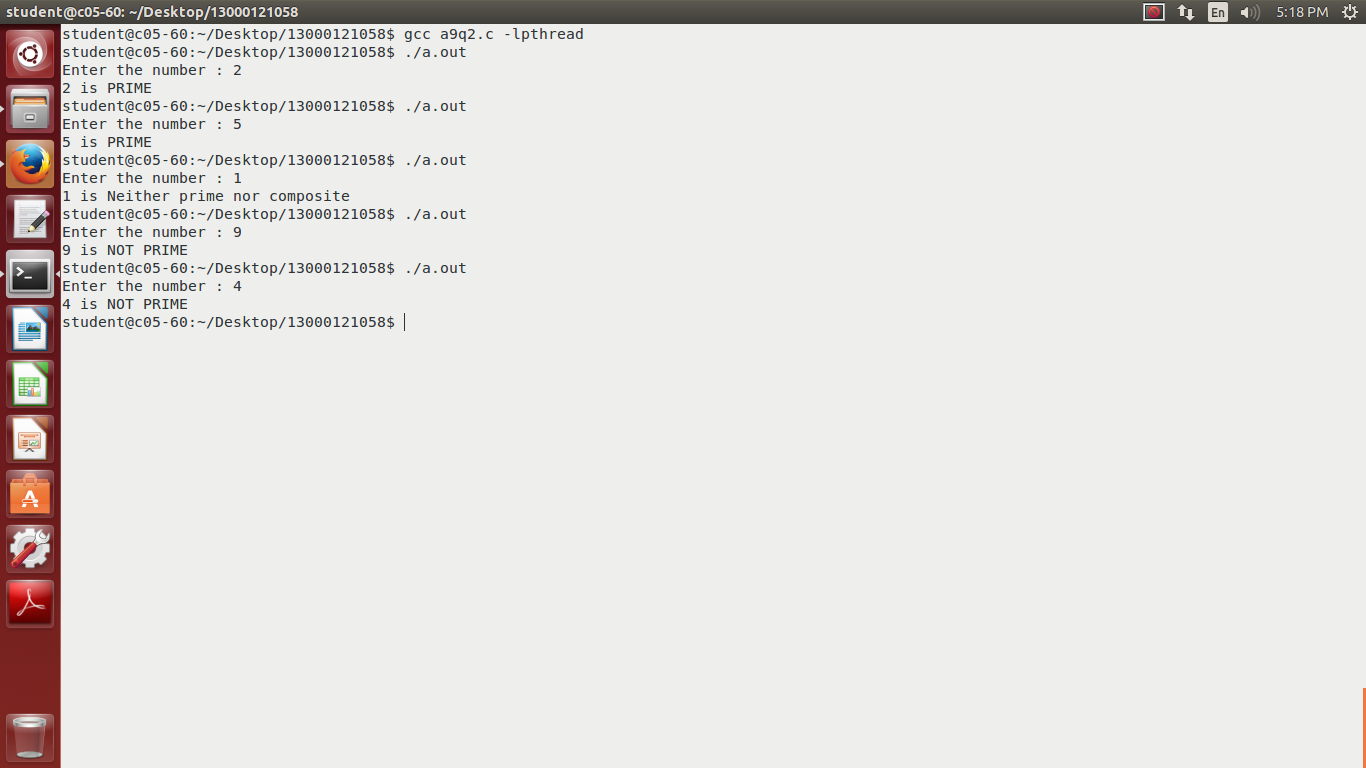 student@c05-60: ~/Desktop/13000121058
En
5:18 PM
student@c05-60:~/Desktop/13000121058$ gcc a9q2.c -lpthread
student@c05-60:~/Desktop/13000121058$ ./a.out
Enter the number : 2
2 is PRIME
student@c05-60:~/Desktop/13000121058$ ./a.out
Enter the number : 5
5 is PRIME
student@c05-60:~/Desktop/13000121058$ ./a.out
Enter the number : 1
1 is Neither prime nor composite
student@c05-60:~/Desktop/13000121058$ ./a.out
Enter the number : 9
9 is NOT PRIME
student@c05-60:~/Desktop/13000121058$ ./a.out
Enter the number : 4
4 is NOT PRIME
student@c05-60:~/Desktop/13000121058$